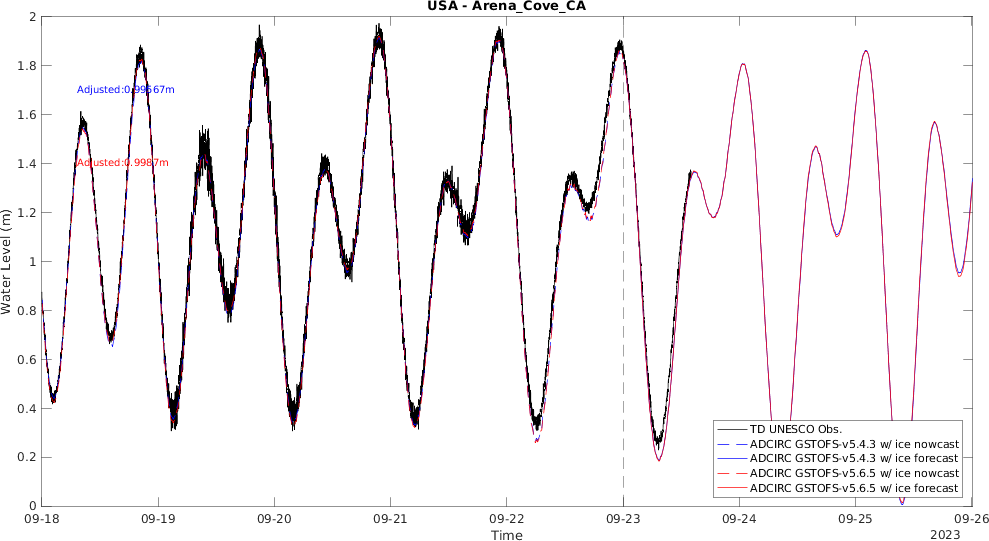 USA - Arena_Cove_CA
2
1.8
1.6
1.4
1.2
1
0.8
0.6
0.4
0.2
0
Water Level (m)
Adjusted:0.99567m
Adjusted:0.9987m
TD UNESCO Obs.
ADCIRC GSTOFS-v5.4.3 w/ ice nowcast
ADCIRC GSTOFS-v5.4.3 w/ ice forecast
ADCIRC GSTOFS-v5.6.5 w/ ice nowcast
ADCIRC GSTOFS-v5.6.5 w/ ice forecast
09-18 09-19 09-20 09-21 09-22 09-23 09-24 09-25 09-26
Time
2023